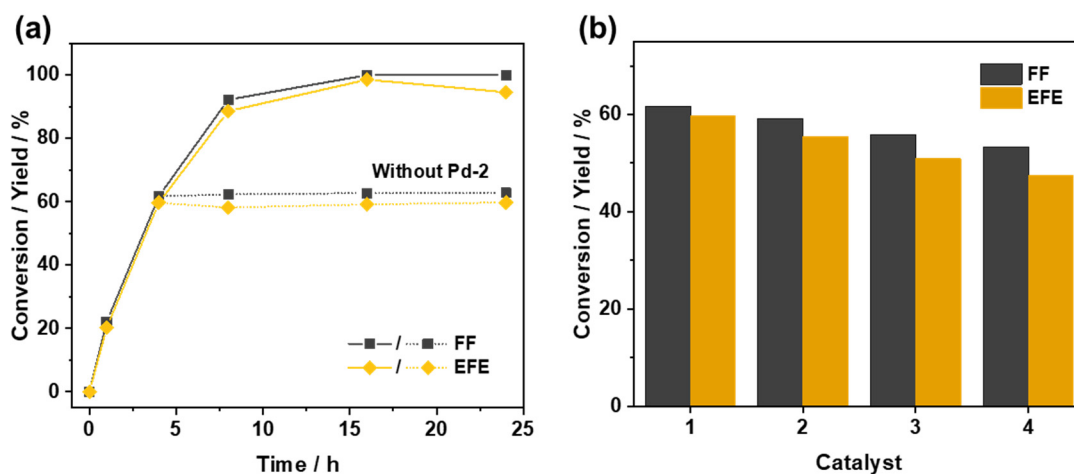 (a)
Conversion / Yield / %
100
80
60
40
20
0
Without Pd-2
/ FF
/ EFE
0 5 10 15 20 25
Time / h
(b)
Conversion / Yield / %
60
40
20
0
FF
EFE
1 2 3 4
Catalyst